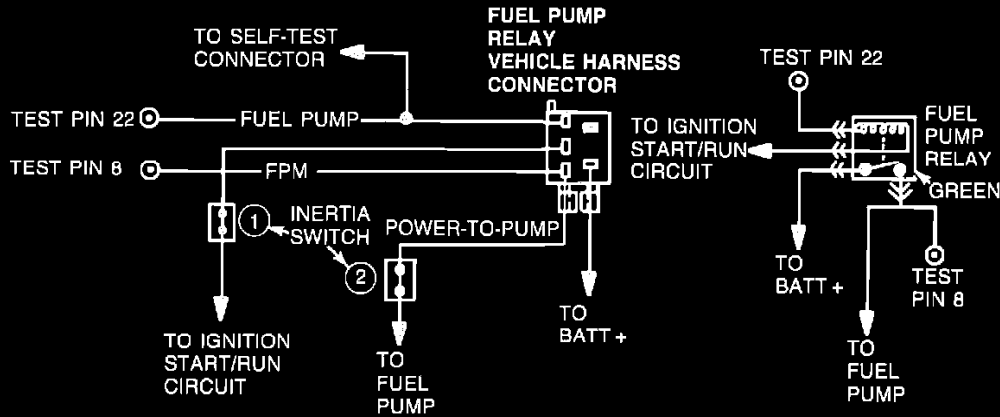 FUEL PUMP
RELAY
VEHICLE HARNESS
CONNECTOR
TO SELF-TEST
CONNECTOR
TEST PIN 22
FUEL PUMP
TEST PIN 8
FPM
1
INERTIA
SWITCH
2
POWER-TO-PUMP
TO IGNITION
START/RUN
CIRCUIT
TO
FUEL
PUMP
TO
BATT +
TEST PIN 22
TO IGNITION
START/RUN
CIRCUIT
FUEL
PUMP
RELAY
GREEN
TO
BATT +
TEST
PIN 8
TO
FUEL
PUMP